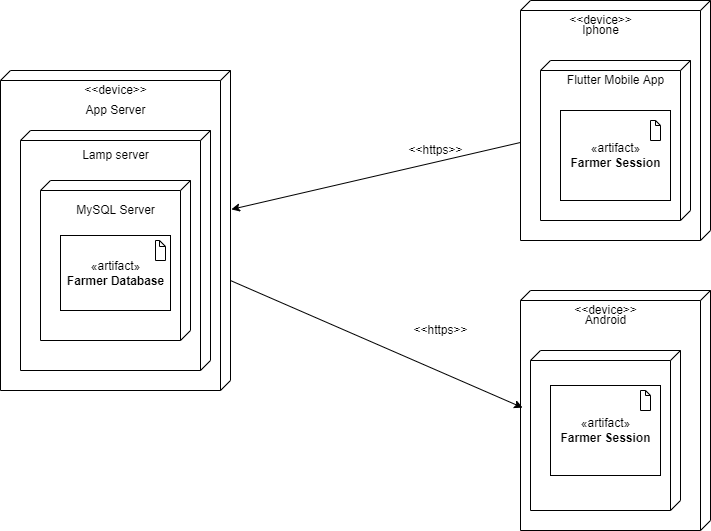 <<device>>
App Server
Lamp server
MySQL Server
«artifact»
Farmer Database
<<https>>
<<https>>
<<device>>
Iphone
Flutter Mobile App
«artifact»
Farmer Session
<<device>>
Android
«artifact»
Farmer Session